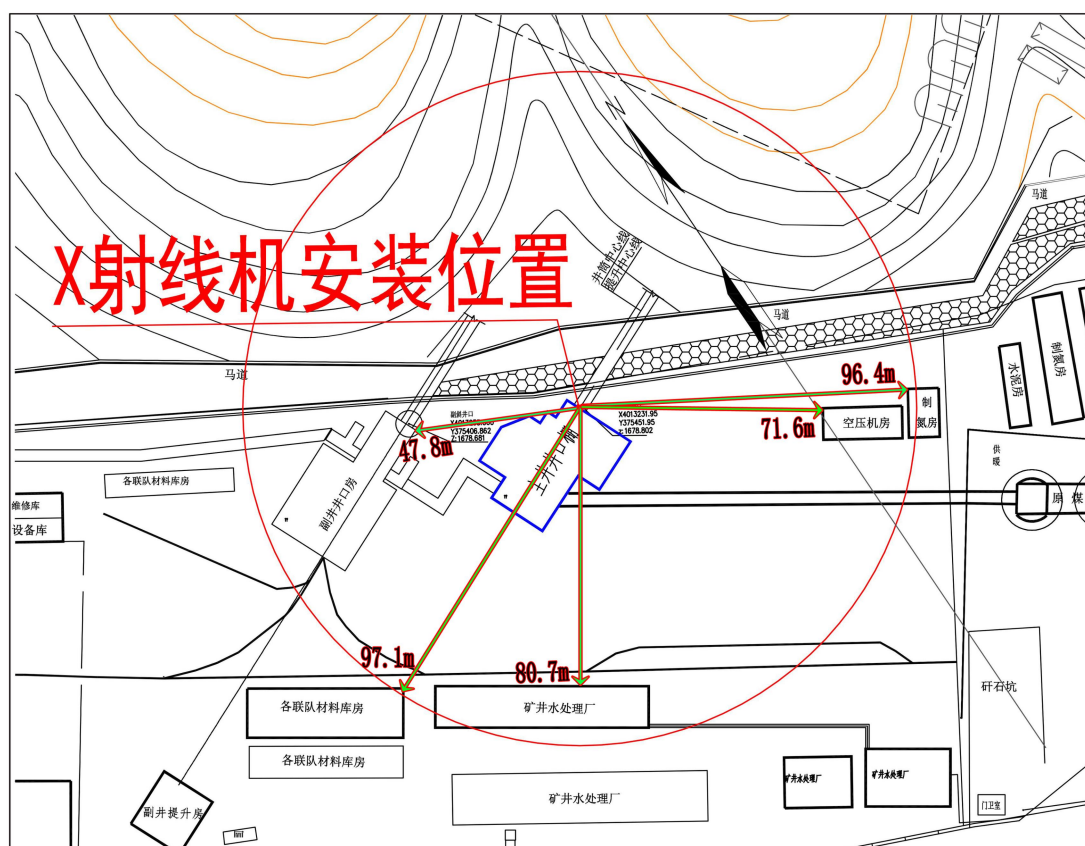 马道
N
井筒中心线
提升中心线
X射线机安装位置
马道
马道
水泥房
制氮房
96.4m
制
氮房
副斜井口
Y375406.862
Z:1678.681
X4013231.95
Y375451.95
Z:1678.802
71.6m
空压机房
47.8m
主井井口棚
供
暖
各联队材料库房
维修库
设备库
副井井口房
原 煤
97.1m
80.7m
矸石坑
各联队材料库房
矿井水处理厂
各联队材料库房
矿井水处理厂
矿井水处理厂
矿井水处理厂
副井提升房
门卫室